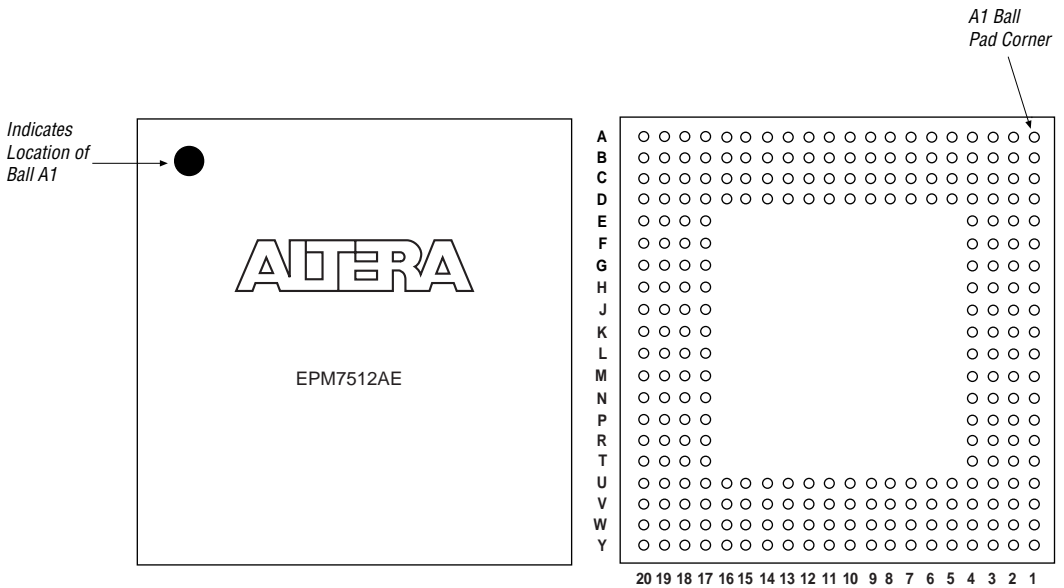 A1 Ball
Pad Corner
Indicates
Location of
Ball A1
ALTERA
EPM7512AE
A
B
C
D
E
F
G
H
J
K
L
M
N
P
R
T
U
V
W
Y
20 19 18 17 16 15 14 13 12 11 10 9 8 7 6 5 4 3 2 1